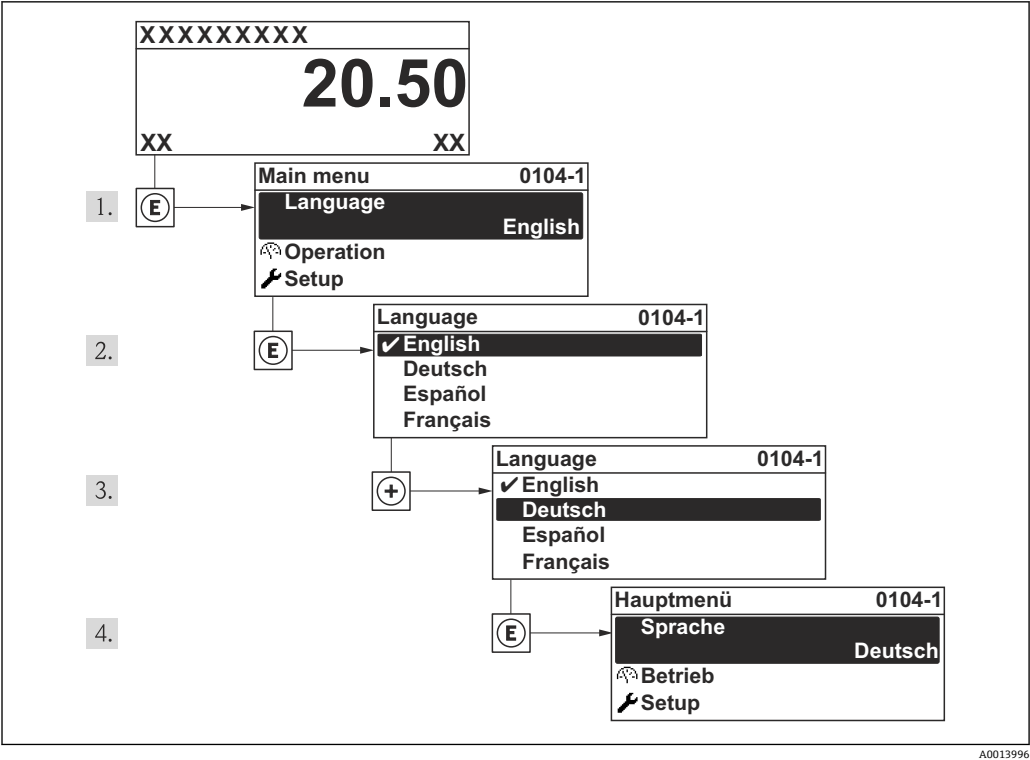 XXXXXXXXX
20.50
XX XX
Main menu 0104-1
1. E Language
English
Operation
Setup
Language 0104-1
2. E ✔English
Deutsch
Español
Français
Language 0104-1
3. + ✔English
Deutsch
Español
Français
Hauptmenü 0104-1
4. E Sprache
Deutsch
Betrieb
Setup
A0013996